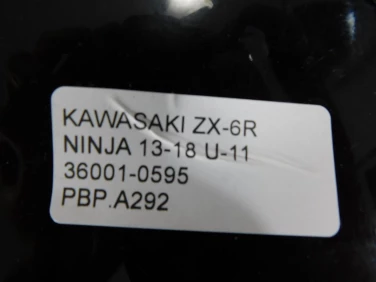 KAWASAKI ZX-6R
NINJA 13-18 U-11
36001-0595
PBP.A292